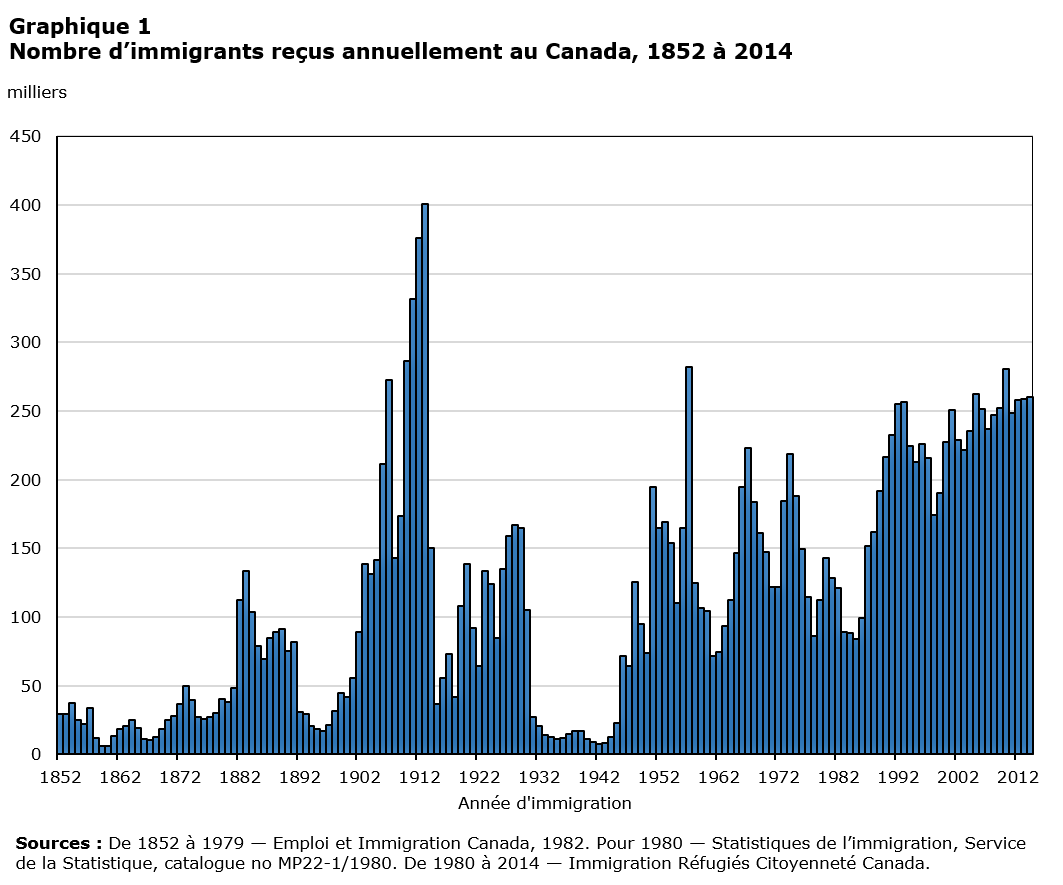 Graphique 1
Nombre d’immigrants reçus annuellement au Canada, 1852 à 2014
milliers
450
400
350
300
250
200
150
100
50
0
1852 1862 1872 1882 1892 1902 1912 1922 1932 1942 1952 1962 1972 1982 1992 2002 2012
Année d'immigration
Sources : De 1852 à 1979 — Emploi et Immigration Canada, 1982. Pour 1980 — Statistiques de l’immigration, Service
de la Statistique, catalogue no MP22-1/1980. De 1980 à 2014 — Immigration Réfugiés Citoyenneté Canada.